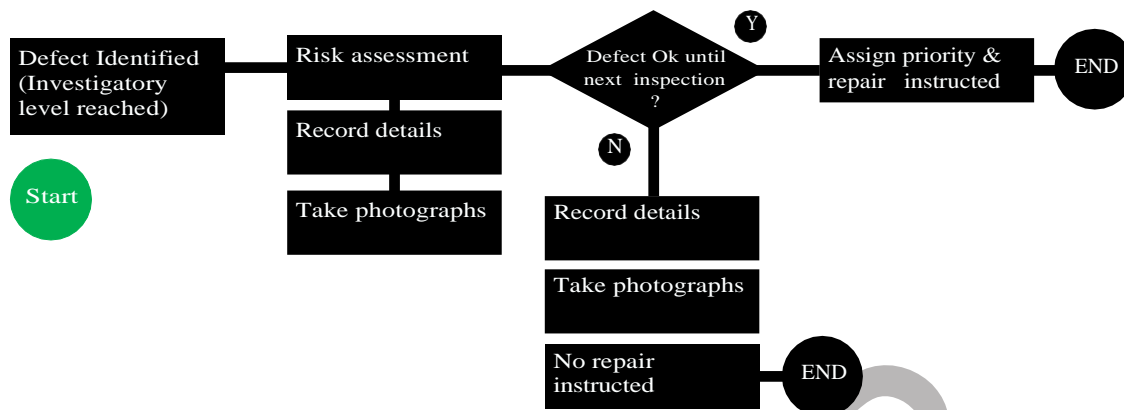 Defect Identified
(Investigatory
level reached)
Start
Risk assessment
Record details
Take photographs
Defect Ok until
next inspection
?
Y
N
Assign priority &
repair instructed
END
Record details
Take photographs
No repair
instructed
END